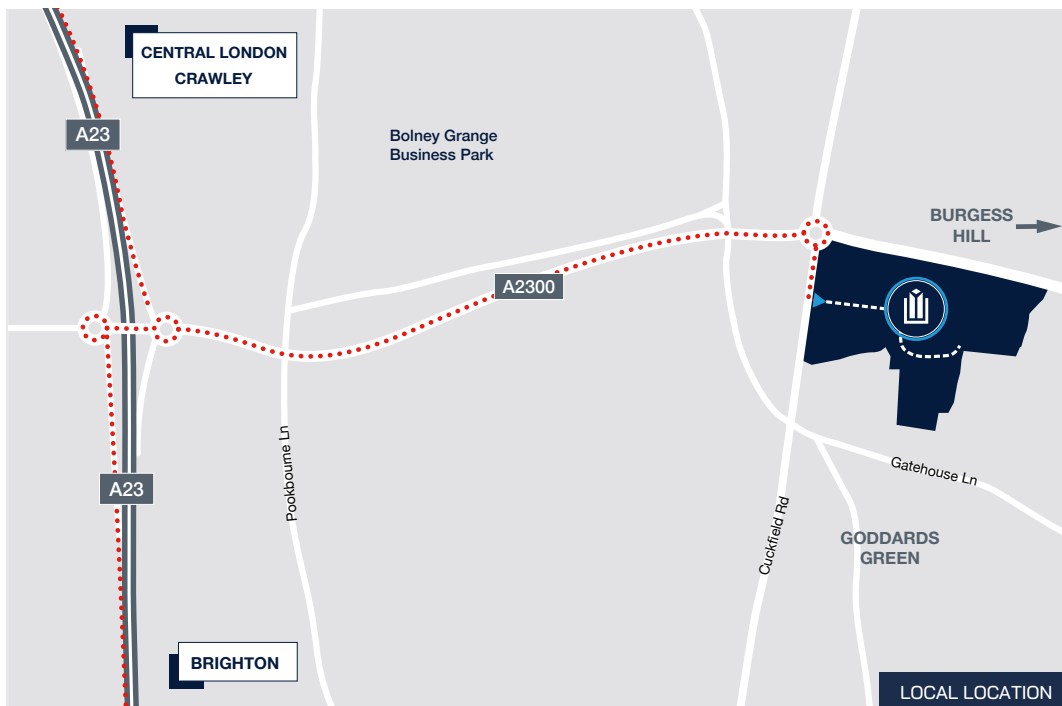 CENTRAL LONDON
CRAWLEY
A23
Bolney Grange
Business Park
BURGESS
HILL
A2300
Pookbourne Ln
A23
Gatehouse Ln
Cuckfield Rd
GODDARDS
GREEN
BRIGHTON
LOCAL LOCATION